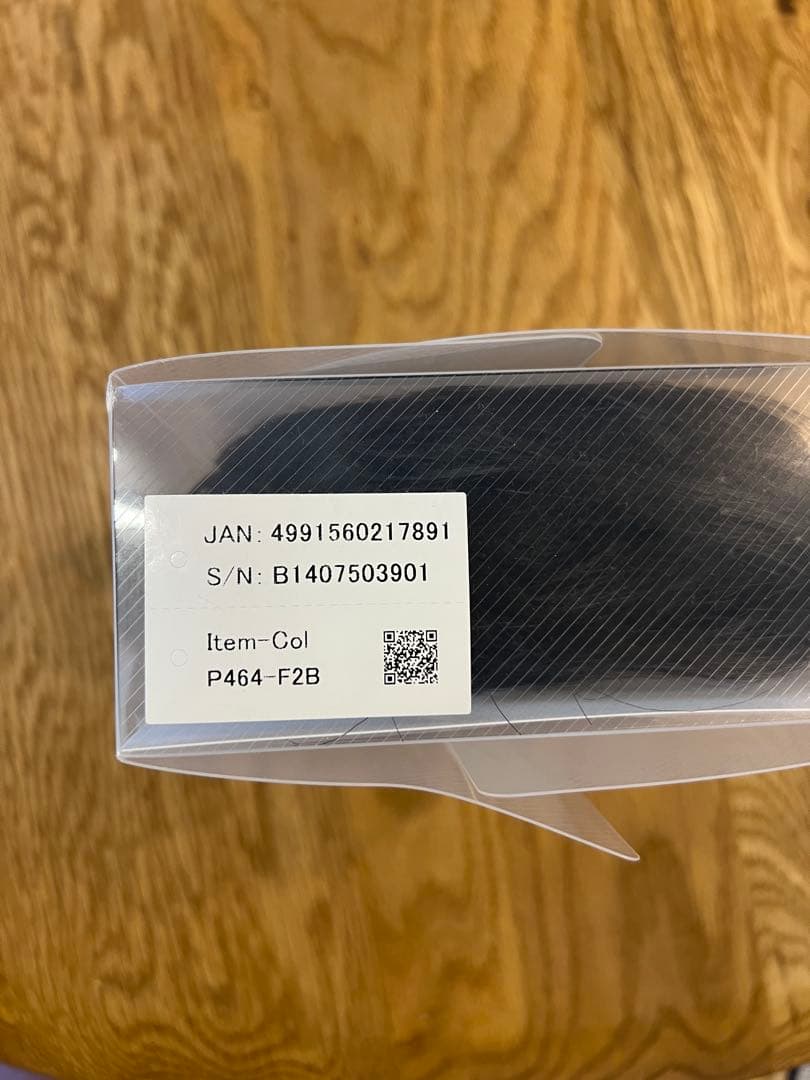 JAN: 4991560217891
S/N: B1407503901
Item-Col
P464-F2B